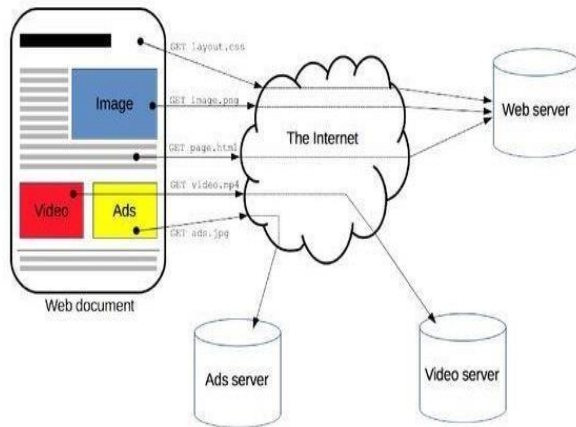 GET layout.css
Image
GET image.png
The Internet
Web server
GET page.html
Video
Ads
GET video.mp4
GET ads.jpg
Web document
Ads server
Video server